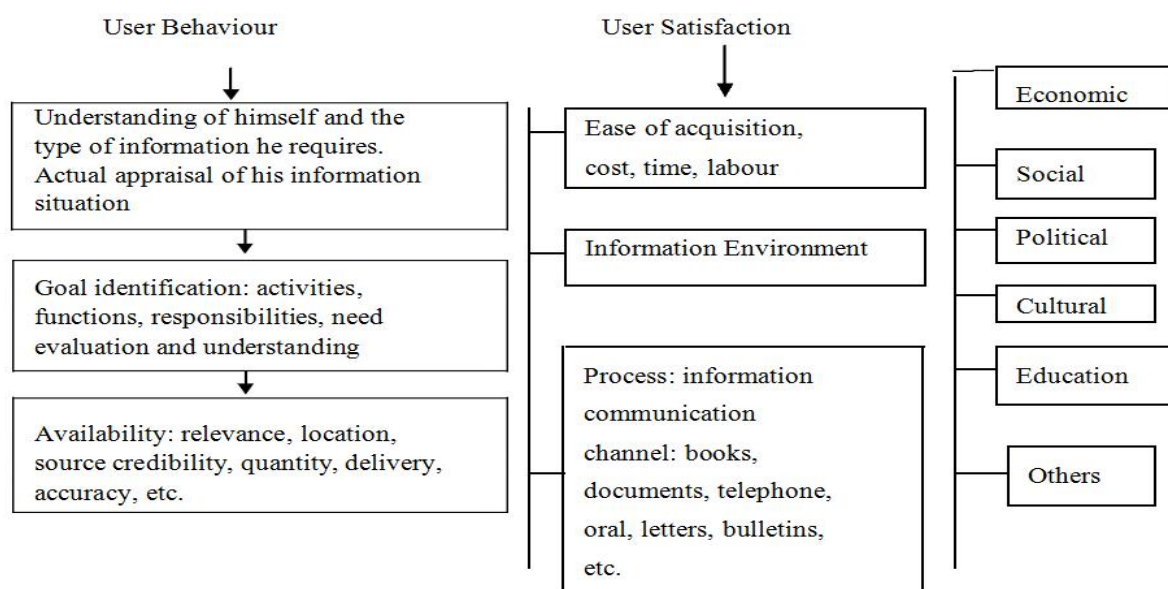 User Behaviour
Understanding of himself and the
type of information he requires.
Actual appraisal of his information
situation
Goal identification: activities,
functions, responsibilities, need
evaluation and understanding
Availability: relevance, location,
source credibility, quantity, delivery,
accuracy, etc.
User Satisfaction
Ease of acquisition,
cost, time, labour
Information Environment
Process: information
communication
channel: books,
documents, telephone,
oral, letters, bulletins,
etc.
Economic
Social
Political
Cultural
Education
Others